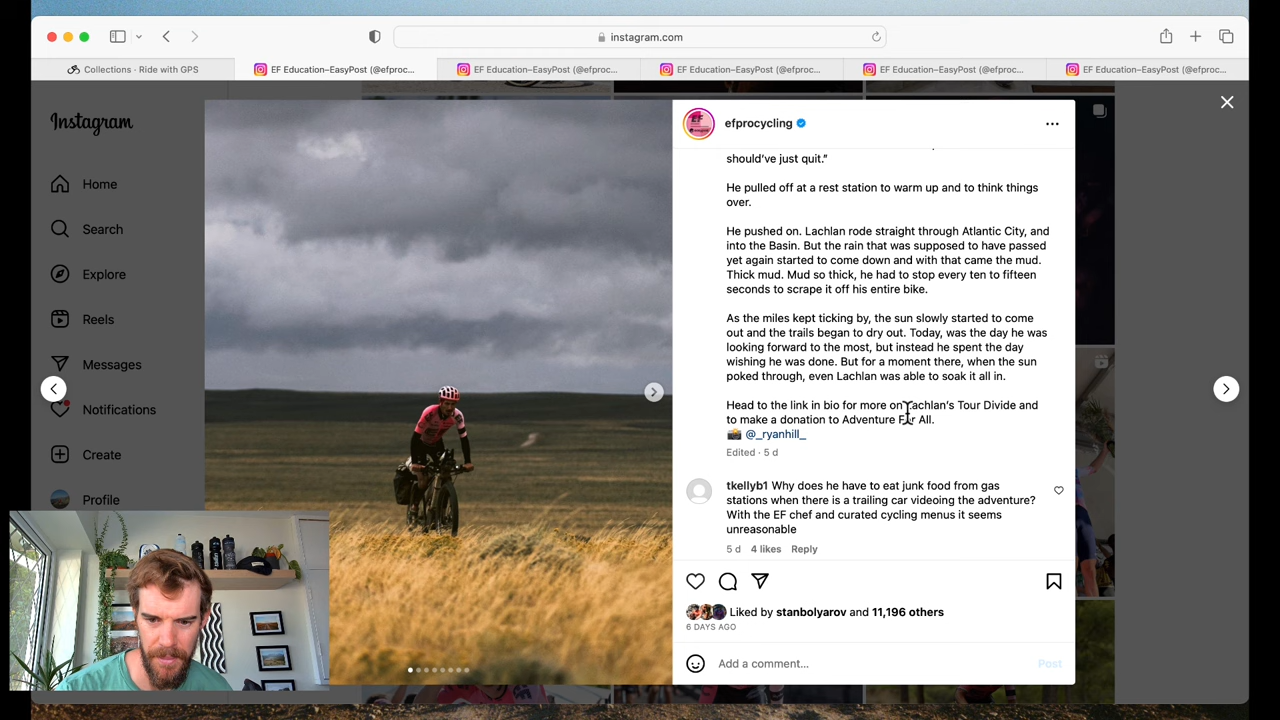 instagram.com
Collections · Ride with GPS
EF Education–EasyPost (@efproc...
EF Education–EasyPost (@efproc...
EF Education–EasyPost (@efproc...
EF Education–EasyPost (@efproc...
EF Education–EasyPost (@efproc...
Instagram
Home
Search
Explore
Reels
Messages
Notifications
Create
Profile
efprocycling
should've just quit."
He pulled off at a rest station to warm up and to think things
over.
He pushed on. Lachlan rode straight through Atlantic City, and
into the Basin. But the rain that was supposed to have passed
yet again started to come down and with that came the mud.
Thick mud. Mud so thick, he had to stop every ten to fifteen
seconds to scrape it off his entire bike.
As the miles kept ticking by, the sun slowly started to come
out and the trails began to dry out. Today, was the day he was
looking forward to the most, but instead he spent the day
wishing he was done. But for a moment there, when the sun
poked through, even Lachlan was able to soak it all in.
Head to the link in bio for more on Lachlan's Tour Divide and
to make a donation to Adventure For All.
📸 @_ryanhill_
Edited · 5 d
tkellyb1 Why does he have to eat junk food from gas
stations when there is a trailing car videoing the adventure?
With the EF chef and curated cycling menus it seems
unreasonable
5 d 4 likes Reply
Liked by stanbolyarov and 11,196 others
6 DAYS AGO
Add a comment...
Post